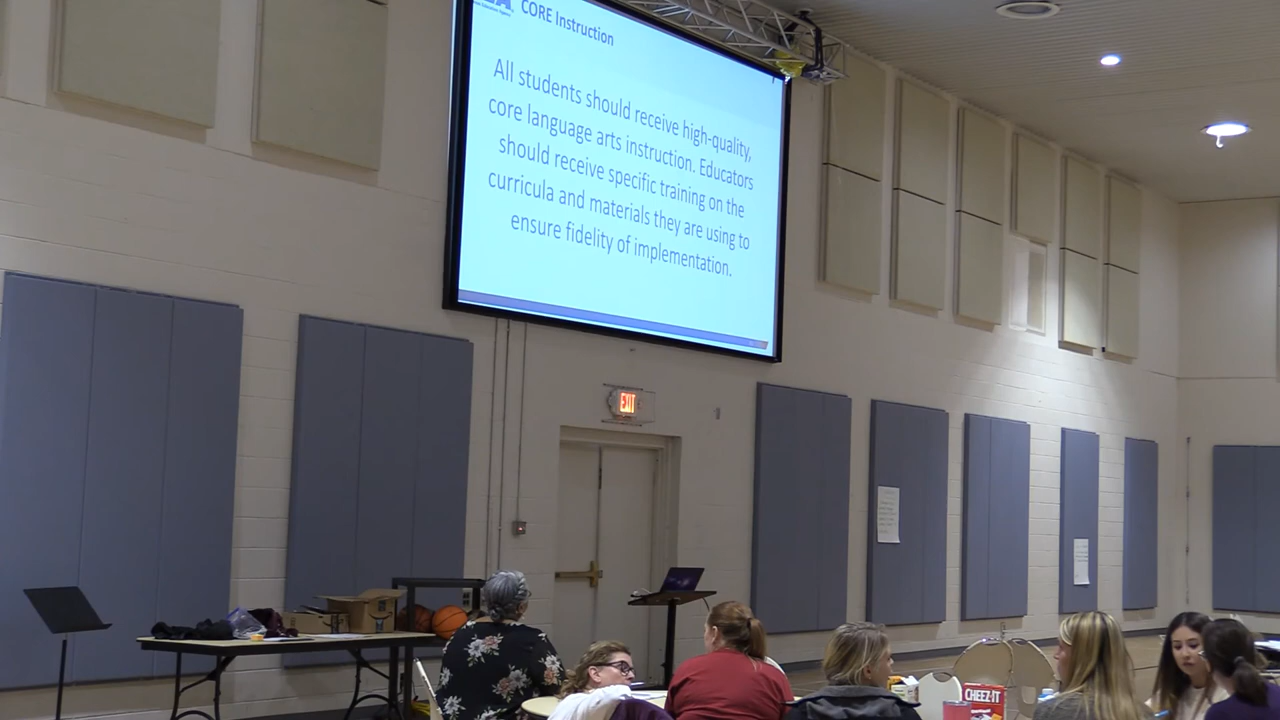 CORE Instruction
All students should receive high-quality,
core language arts instruction. Educators
should receive specific training on the
curricula and materials they are using to
ensure fidelity of implementation.
EXIT
CHEEZ-IT